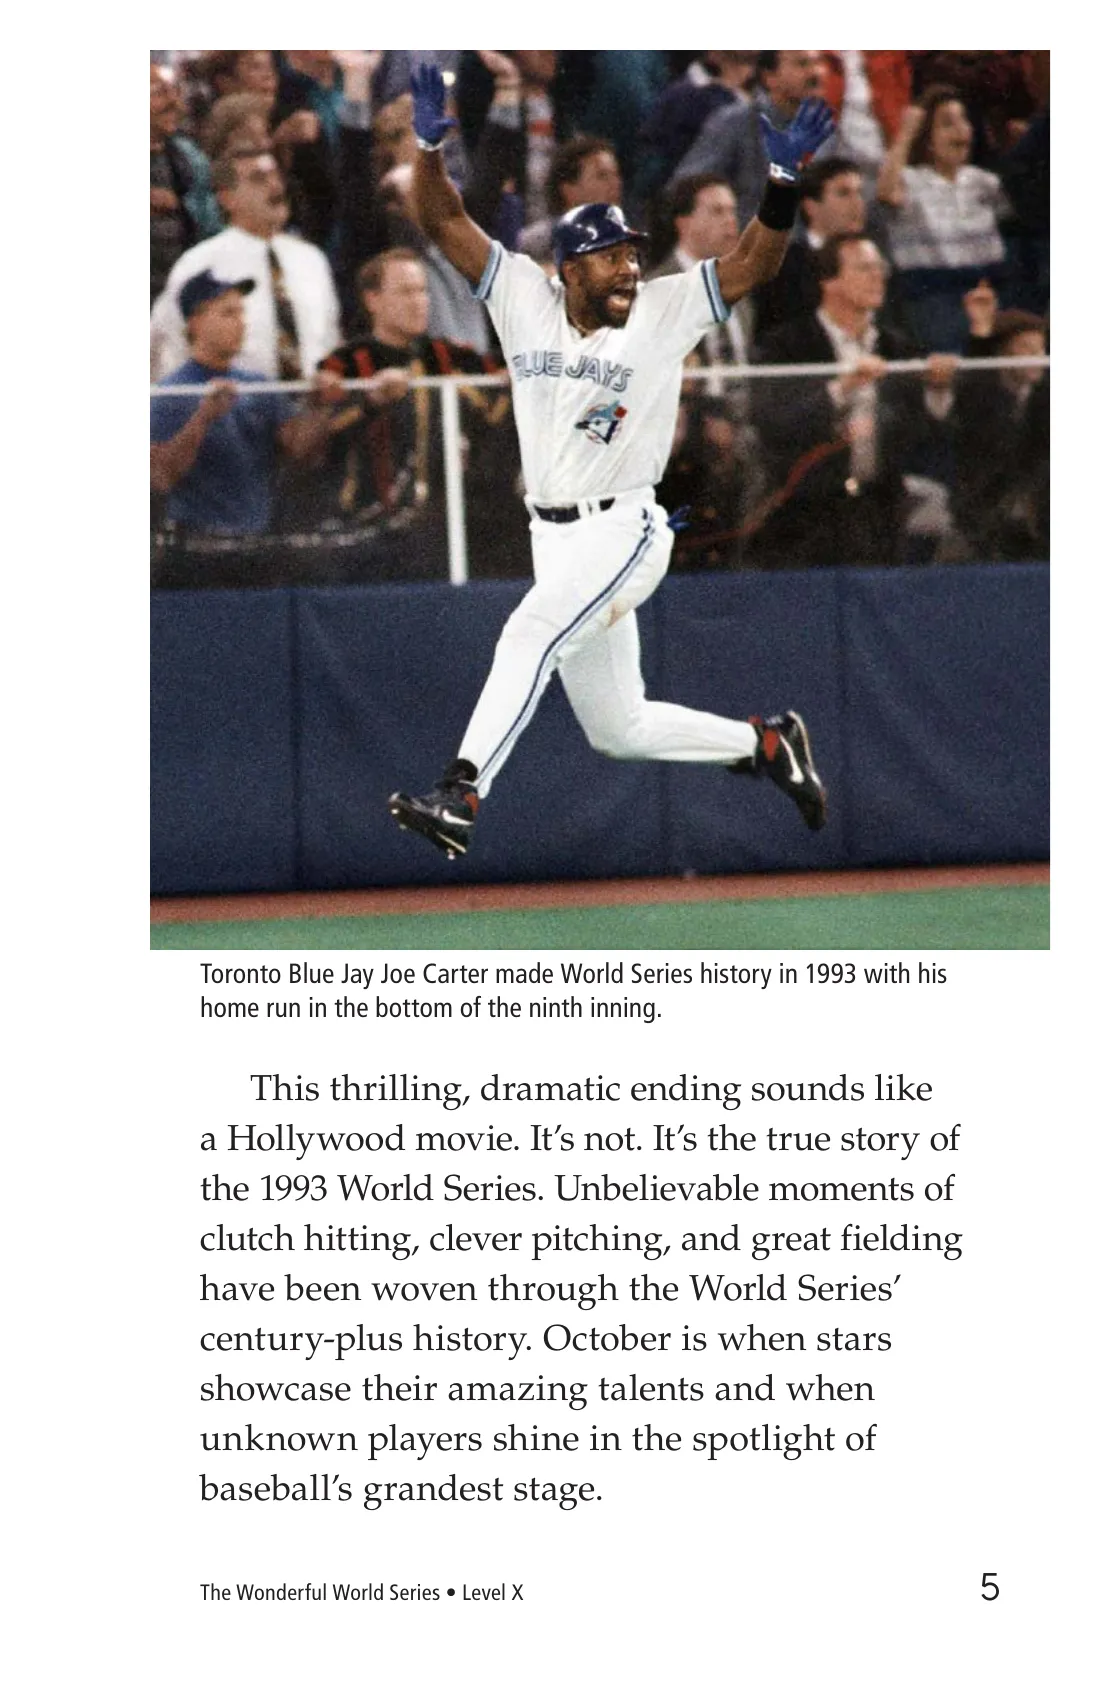 BLUE JAYS
Toronto Blue Jay Joe Carter made World Series history in 1993 with his
home run in the bottom of the ninth inning.
This thrilling, dramatic ending sounds like
a Hollywood movie. It’s not. It’s the true story of
the 1993 World Series. Unbelievable moments of
clutch hitting, clever pitching, and great fielding
have been woven through the World Series’
century-plus history. October is when stars
showcase their amazing talents and when
unknown players shine in the spotlight of
baseball’s grandest stage.
The Wonderful World Series • Level X
5